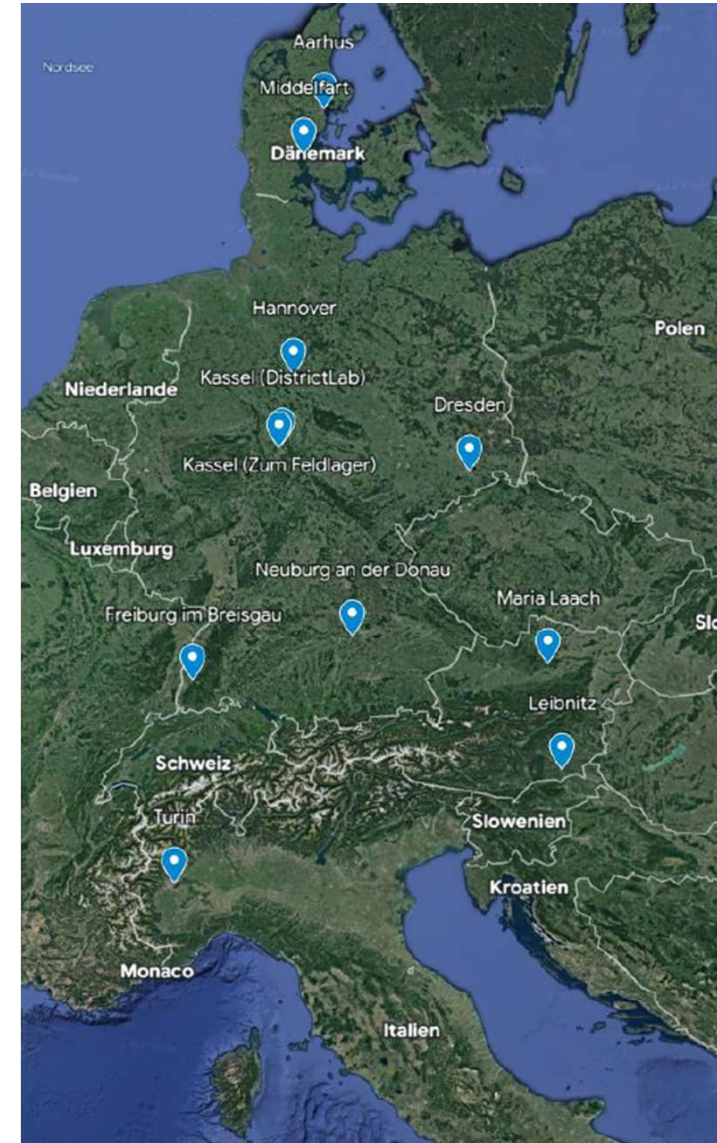 Aarhus
Nordsee
Middelfart
Dänemark
Hannover
Polen
Kassel (DistrictLab)
Niederlande
Dresden
Kassel (Zum Feldlager)
Belgien
Luxemburg
Neuburg an der Donau
Maria Laach
Freiburg im Breisgau
Leibnitz
Schweiz
Turin
Slowenien
Kroatien
Monaco
Italien